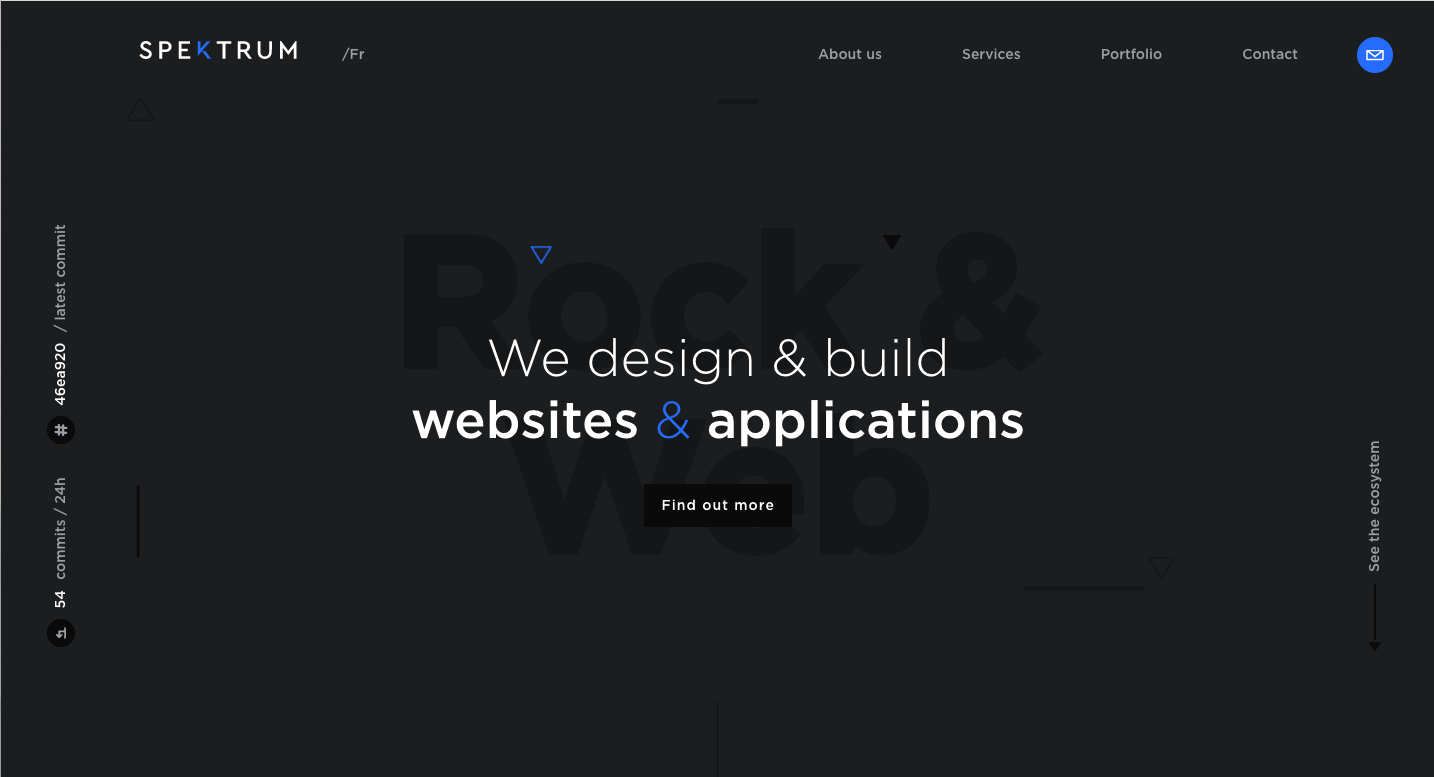 SPEKTRUM
/Fr
About us
Services
Portfolio
Contact
Rock &
Web
We design & build
websites & applications
Find out more
46ea920 / latest commit
54 commits / 24h
See the ecosystem